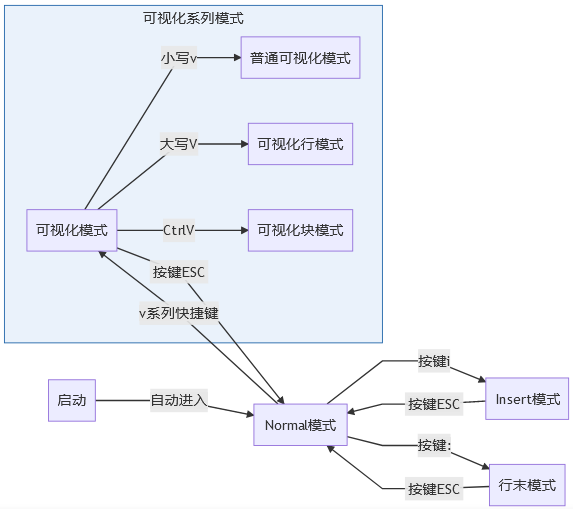 可视化系列模式
小写v
普通可视化模式
大写V
可视化行模式
可视化模式
CtrlV
可视化块模式
按键ESC
v系列快捷键
启动
自动进入
Normal模式
按键i
Insert模式
按键ESC
按键:
行末模式
按键ESC